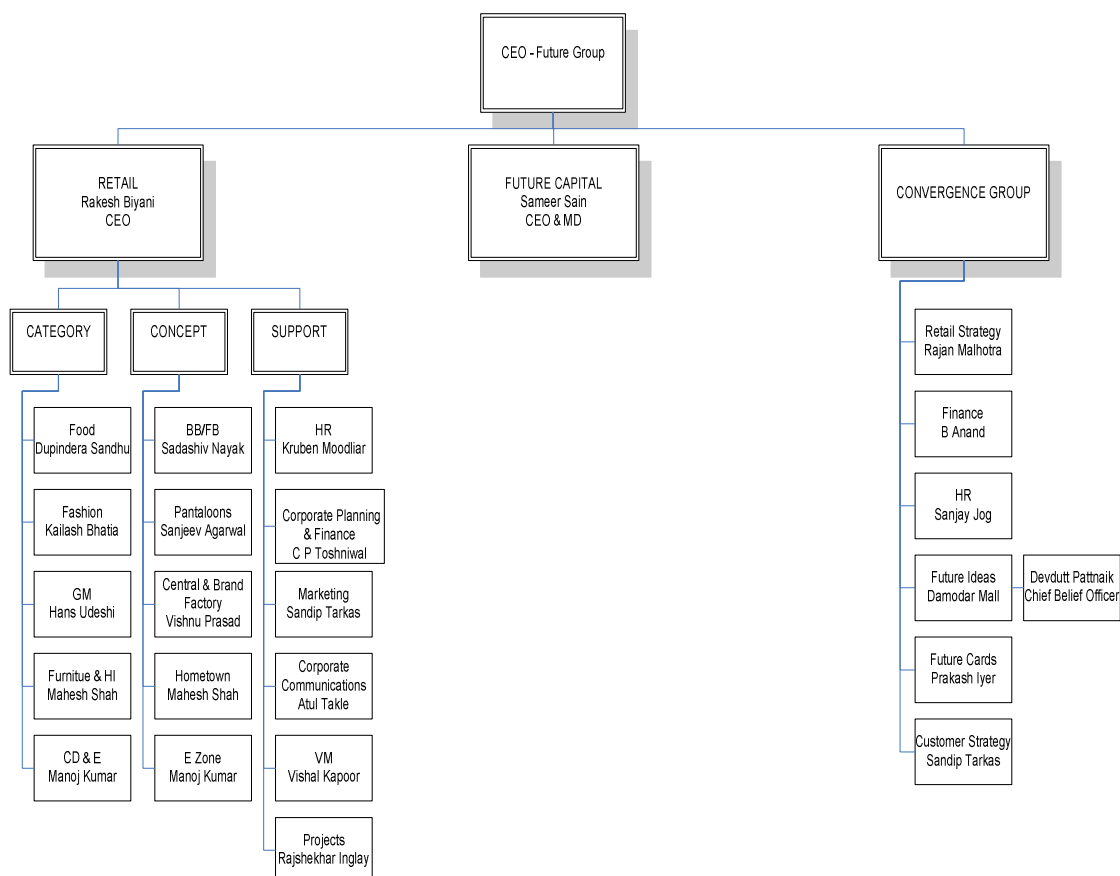 CEO - Future Group
RETAIL
Rakesh Biyani
CEO
FUTURE CAPITAL
Sameer Sain
CEO & MD
CONVERGENCE GROUP
CATEGORY
CONCEPT
SUPPORT
Food
Dupindera Sandhu
Fashion
Kailash Bhatia
GM
Hans Udeshi
Furnitue & HI
Mahesh Shah
CD & E
Manoj Kumar
BB/FB
Sadashiv Nayak
Pantaloons
Sanjeev Agarwal
Central & Brand
Factory
Vishnu Prasad
Hometown
Mahesh Shah
E Zone
Manoj Kumar
HR
Kruben Moodliar
Corporate Planning
& Finance
C P Toshniwal
Marketing
Sandip Tarkas
Corporate
Communications
Atul Takle
VM
Vishal Kapoor
Projects
Rajshekhar Inglay
Retail Strategy
Rajan Malhotra
Finance
B Anand
HR
Sanjay Jog
Future Ideas
Damodar Mall
Devdutt Pattnaik
Chief Belief Officer
Future Cards
Prakash Iyer
Customer Strategy
Sandip Tarkas